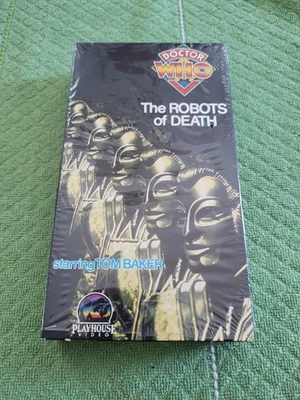 DOCTOR
WHO
The ROBOTS
of DEATH
starring TOM BAKER
PLAYHOUSE
VIDEO